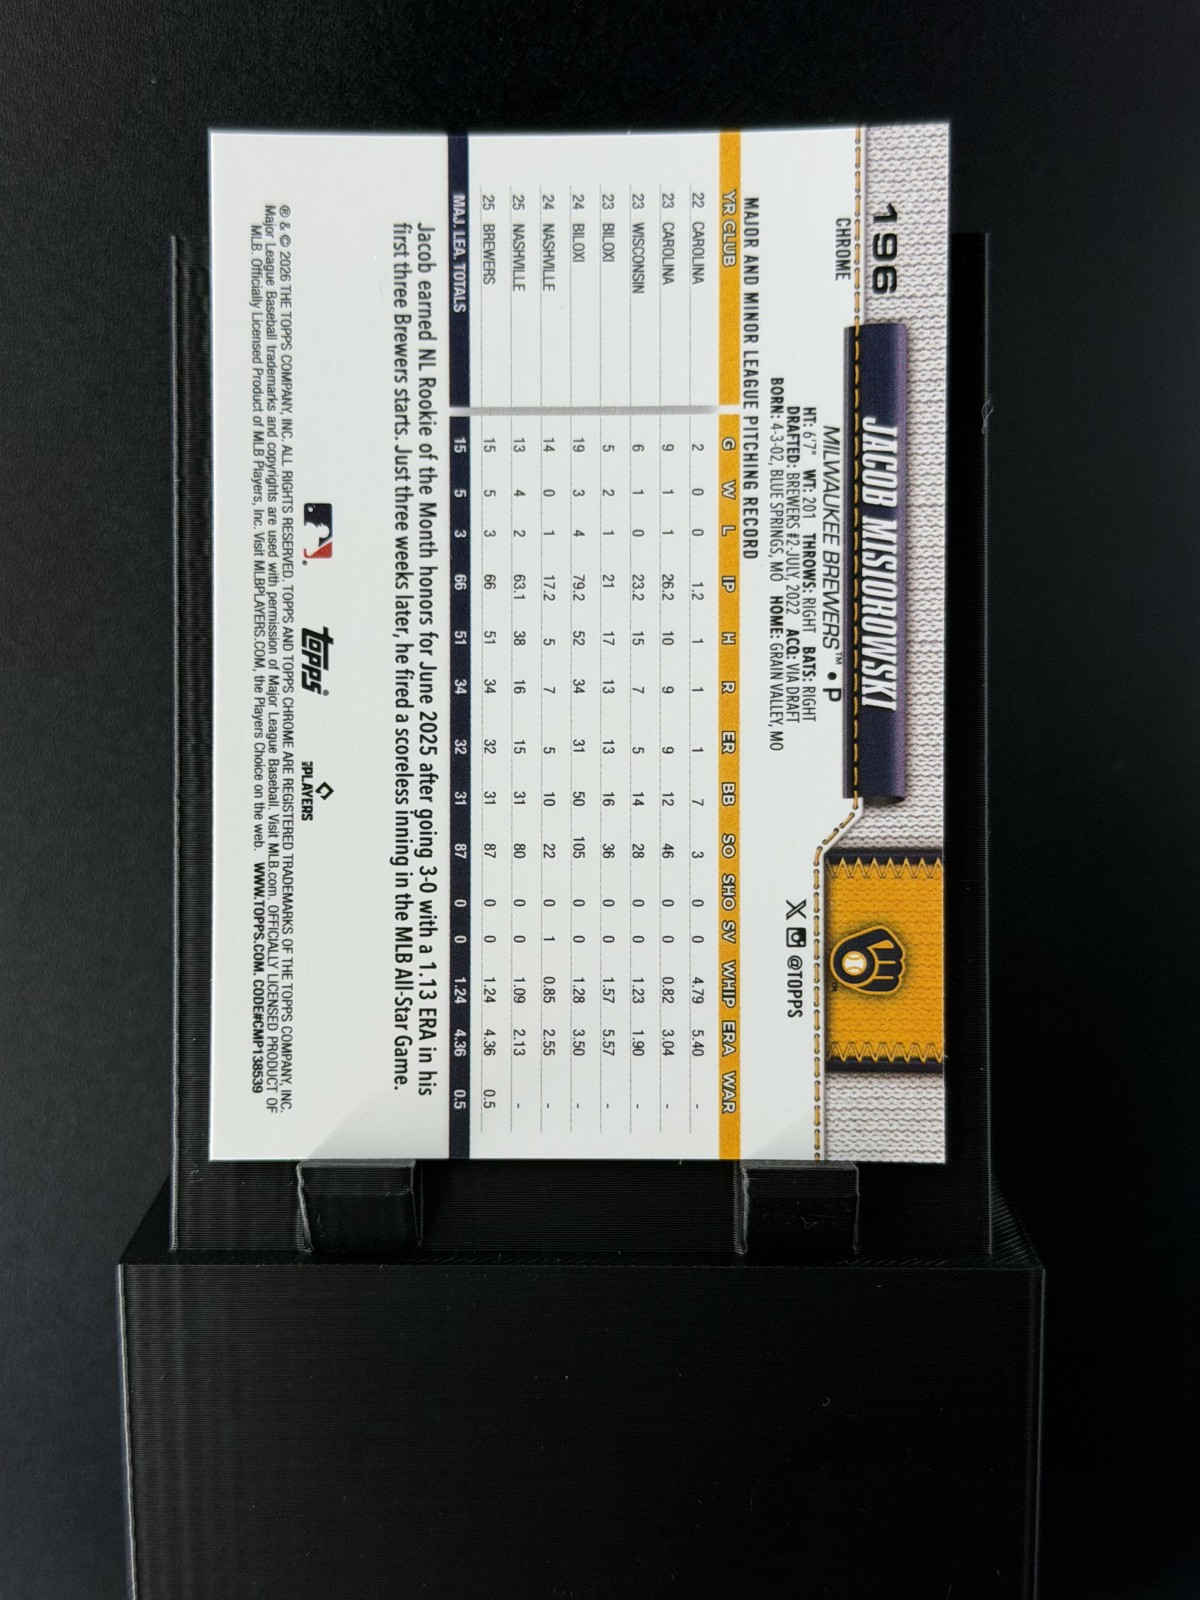 196
CHROME
JACOB MISIOROWSKI
MILWAUKEE BREWERS™ • P
HT: 6'7" WT: 201 THROWS: RIGHT BATS: RIGHT
DRAFTED: BREWERS #2-JULY, 2022 ACQ: VIA DRAFT
BORN: 4-3-02, BLUE SPRINGS, MO HOME: GRAIN VALLEY, MO
X @TOPPS
MAJOR AND MINOR LEAGUE PITCHING RECORD
YR CLUB G W L IP H R ER BB SO SHO SV WHIP ERA WAR
22 CAROLINA 2 0 0 1.2 1 1 1 7 3 0 0 4.79 5.40 -
23 CAROLINA 9 1 1 26.2 10 9 9 12 46 0 0 0.82 3.04 -
23 WISCONSIN 6 1 0 23.2 15 7 5 14 28 0 0 1.23 1.90 -
23 BILOXI 5 2 1 21 17 13 13 16 36 0 0 1.57 5.57 -
24 BILOXI 19 3 4 79.2 52 34 31 50 105 0 0 1.28 3.50 -
24 NASHVILLE 14 0 1 17.2 5 7 5 10 22 0 1 0.85 2.55 -
25 NASHVILLE 13 4 2 63.1 38 16 15 31 80 0 0 1.09 2.13 -
25 BREWERS 15 5 3 66 51 34 32 31 87 0 0 1.24 4.36 0.5
MAJ. LEA. TOTALS 15 5 3 66 51 34 32 31 87 0 0 1.24 4.36 0.5
Jacob earned NL Rookie of the Month honors for June 2025 after going 3-0 with a 1.13 ERA in his
first three Brewers starts. Just three weeks later, he fired a scoreless inning in the MLB All-Star Game.
topps® MLB PLAYERS
® & © 2026 THE TOPPS COMPANY, INC. ALL RIGHTS RESERVED. TOPPS AND TOPPS CHROME ARE REGISTERED TRADEMARKS OF THE TOPPS COMPANY, INC.
Major League Baseball trademarks and copyrights are used with permission of Major League Baseball. Visit MLB.com. OFFICIALLY LICENSED PRODUCT OF
MLB. Officially Licensed Product of MLB Players, Inc. Visit MLBPLAYERS.COM, the Players Choice on the web. WWW.TOPPS.COM. CODE#CMP138539